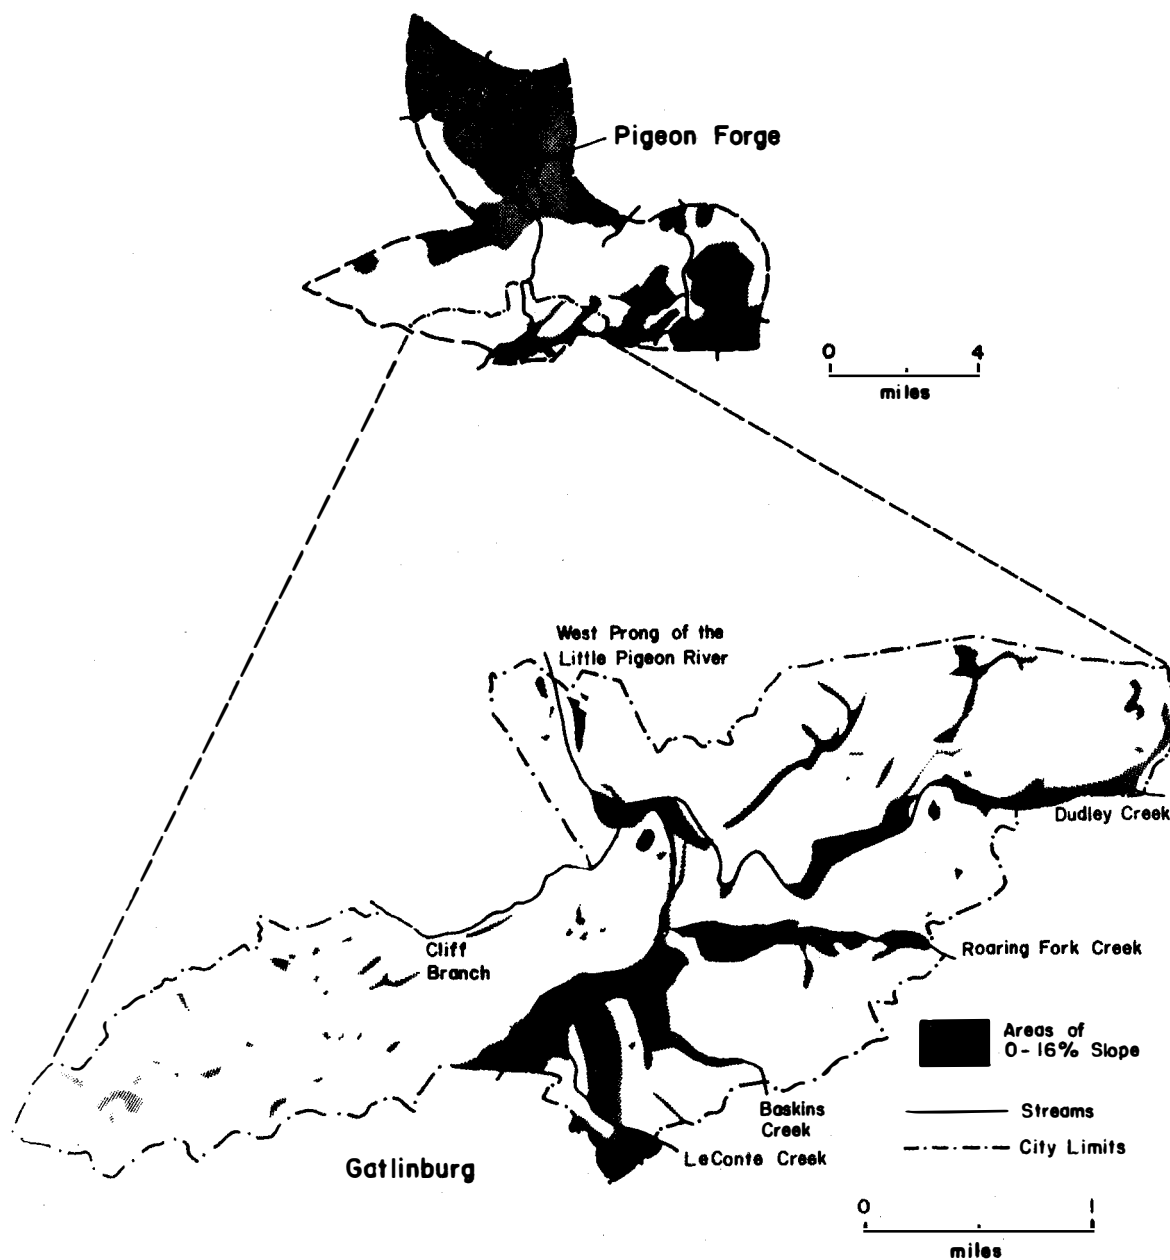 Pigeon Forge
0 4
miles
West Prong of the
Little Pigeon River
Dudley Creek
Cliff
Branch
Roaring Fork Creek
Areas of
0-16% Slope
Baskins
Creek
Streams
City Limits
LeConte Creek
Gatlinburg
0 1
miles